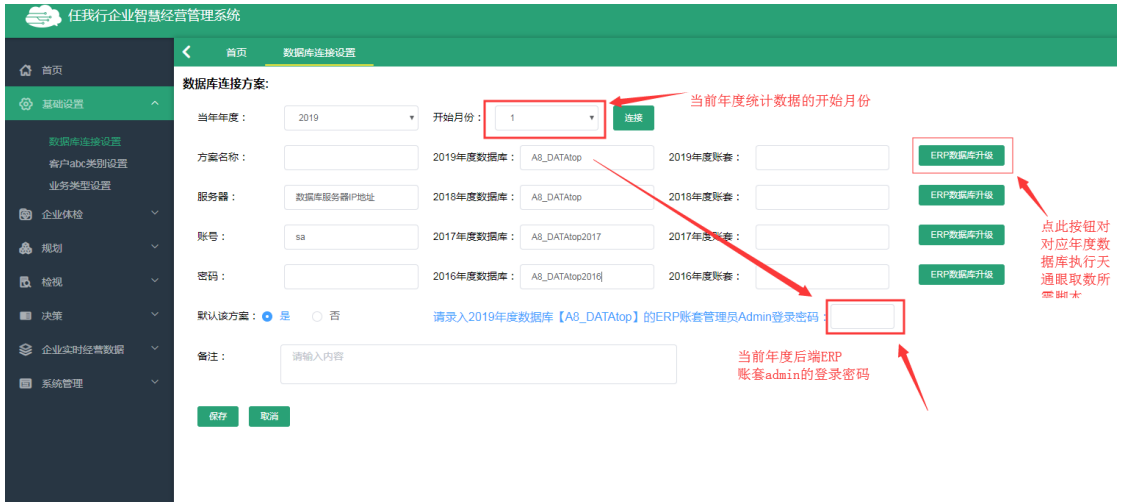 任我行企业智慧经营管理系统
首页 数据库连接设置
首页
基础设置
数据库连接设置
客户abc类别设置
业务类型设置
企业体检
规划
检视
决策
企业实时经营数据
系统管理
数据库连接方案:
当前年度统计数据的开始月份
当年年度： 2019 开始月份： 1 连接
方案名称： 2019年度数据库： A8_DATAtop 2019年度账套： ERP数据库升级
服务器： 数据库服务器IP地址 2018年度数据库： A8_DATAtop 2018年度账套： ERP数据库升级
账号： sa 2017年度数据库： A8_DATAtop2017 2017年度账套： ERP数据库升级
密码： 2016年度数据库： A8_DATAtop2016 2016年度账套： ERP数据库升级
点此按钮对
对应年度数
据库执行天
通眼取数所
需脚本
默认该方案： 是 否 请录入2019年度数据库【A8_DATAtop】的ERP账套管理员Admin登录密码：
备注： 请输入内容
当前年度后端ERP
账套admin的登录密码
保存 取消